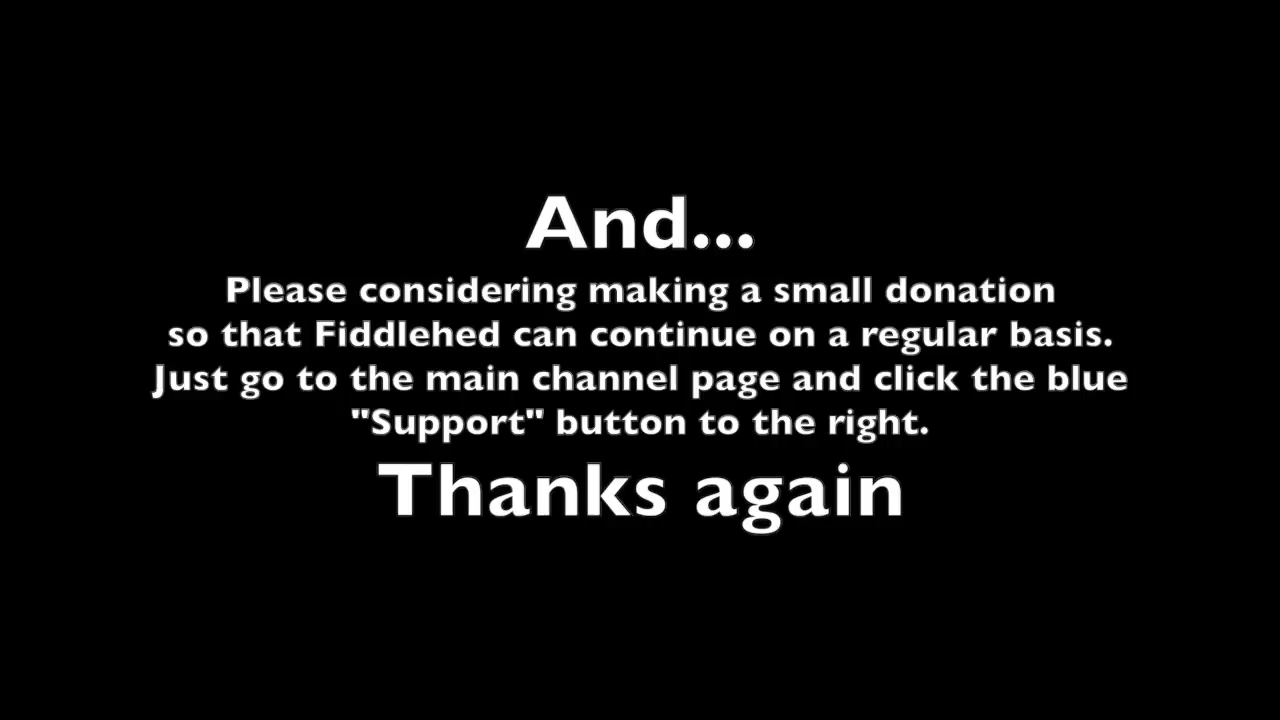 And...
Please considering making a small donation
so that Fiddlehed can continue on a regular basis.
Just go to the main channel page and click the blue
"Support" button to the right.
Thanks again